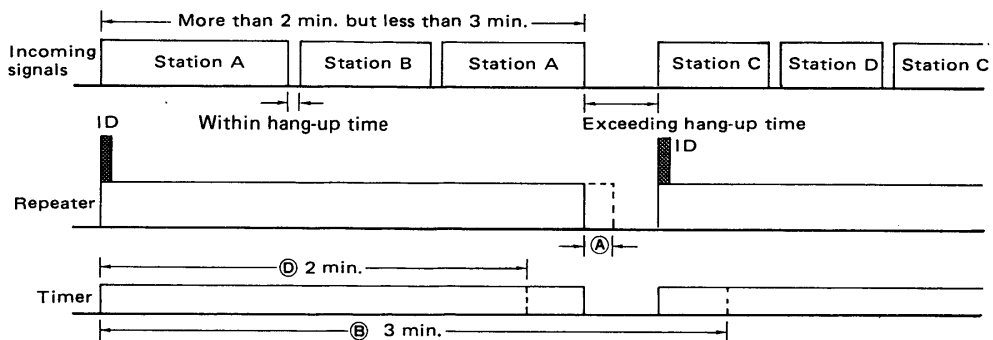 More than 2 min. but less than 3 min.
Incoming signals
Station A
Station B
Station A
Station C
Station D
Station C
Within hang-up time
Exceeding hang-up time
ID
ID
Repeater
Ⓐ
Ⓓ 2 min.
Timer
Ⓑ 3 min.